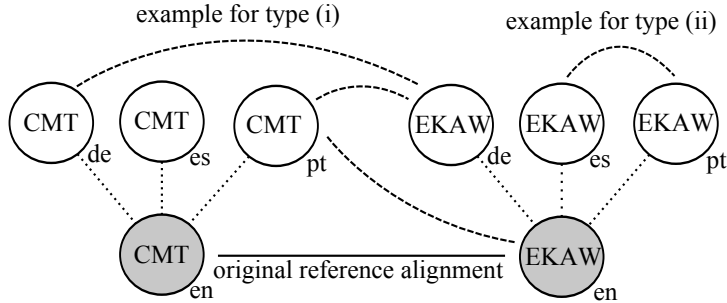 example for type (i)
example for type (ii)
CMT CMT CMT EKAW EKAW EKAW
de es pt de es pt
CMT EKAW
original reference alignment
en en